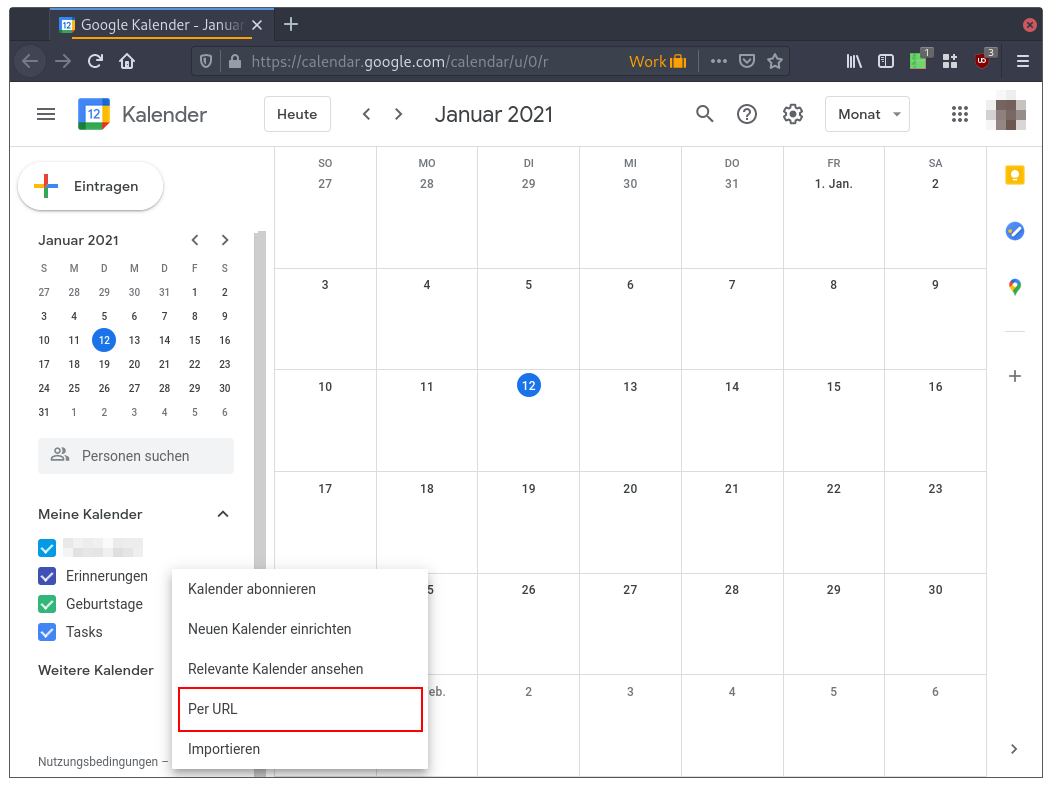 Google Kalender - Janua
https://calendar.google.com/calendar/u/0/r
Work
1
3
12
Kalender
Heute
Januar 2021
Monat
Eintragen
Januar 2021
S M D M D F S
27 28 29 30 31 1 2
3 4 5 6 7 8 9
10 11 12 13 14 15 16
17 18 19 20 21 22 23
24 25 26 27 28 29 30
31 1 2 3 4 5 6
Personen suchen
Meine Kalender
Erinnerungen
Geburtstage
Tasks
Weitere Kalender
Nutzungsbedingungen –
Kalender abonnieren
Neuen Kalender einrichten
Relevante Kalender ansehen
Per URL
Importieren
SO MO DI MI DO FR SA
27 28 29 30 31 1. Jan. 2
3 4 5 6 7 8 9
10 11 12 13 14 15 16
17 18 19 20 21 22 23
5 26 27 28 29 30
eb. 2 3 4 5 6